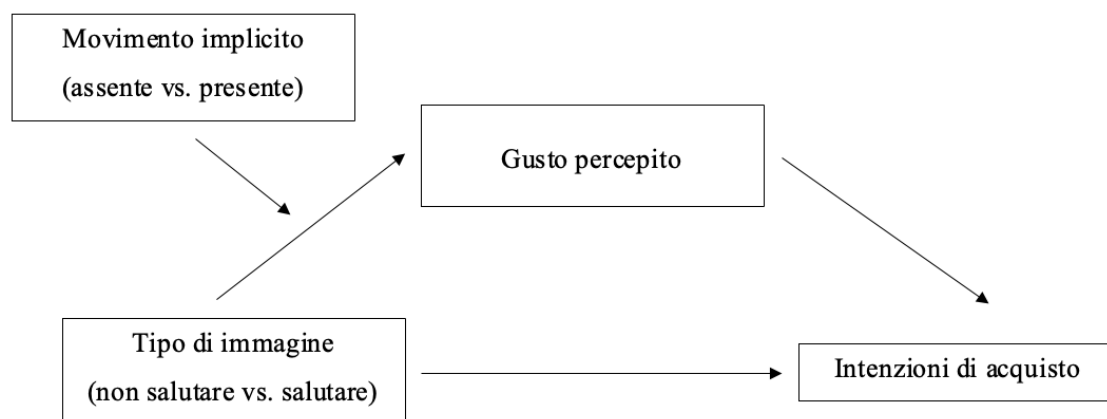 Movimento implicito
(assente vs. presente)
Gusto percepito
Tipo di immagine
(non salutare vs. salutare)
Intenzioni di acquisto